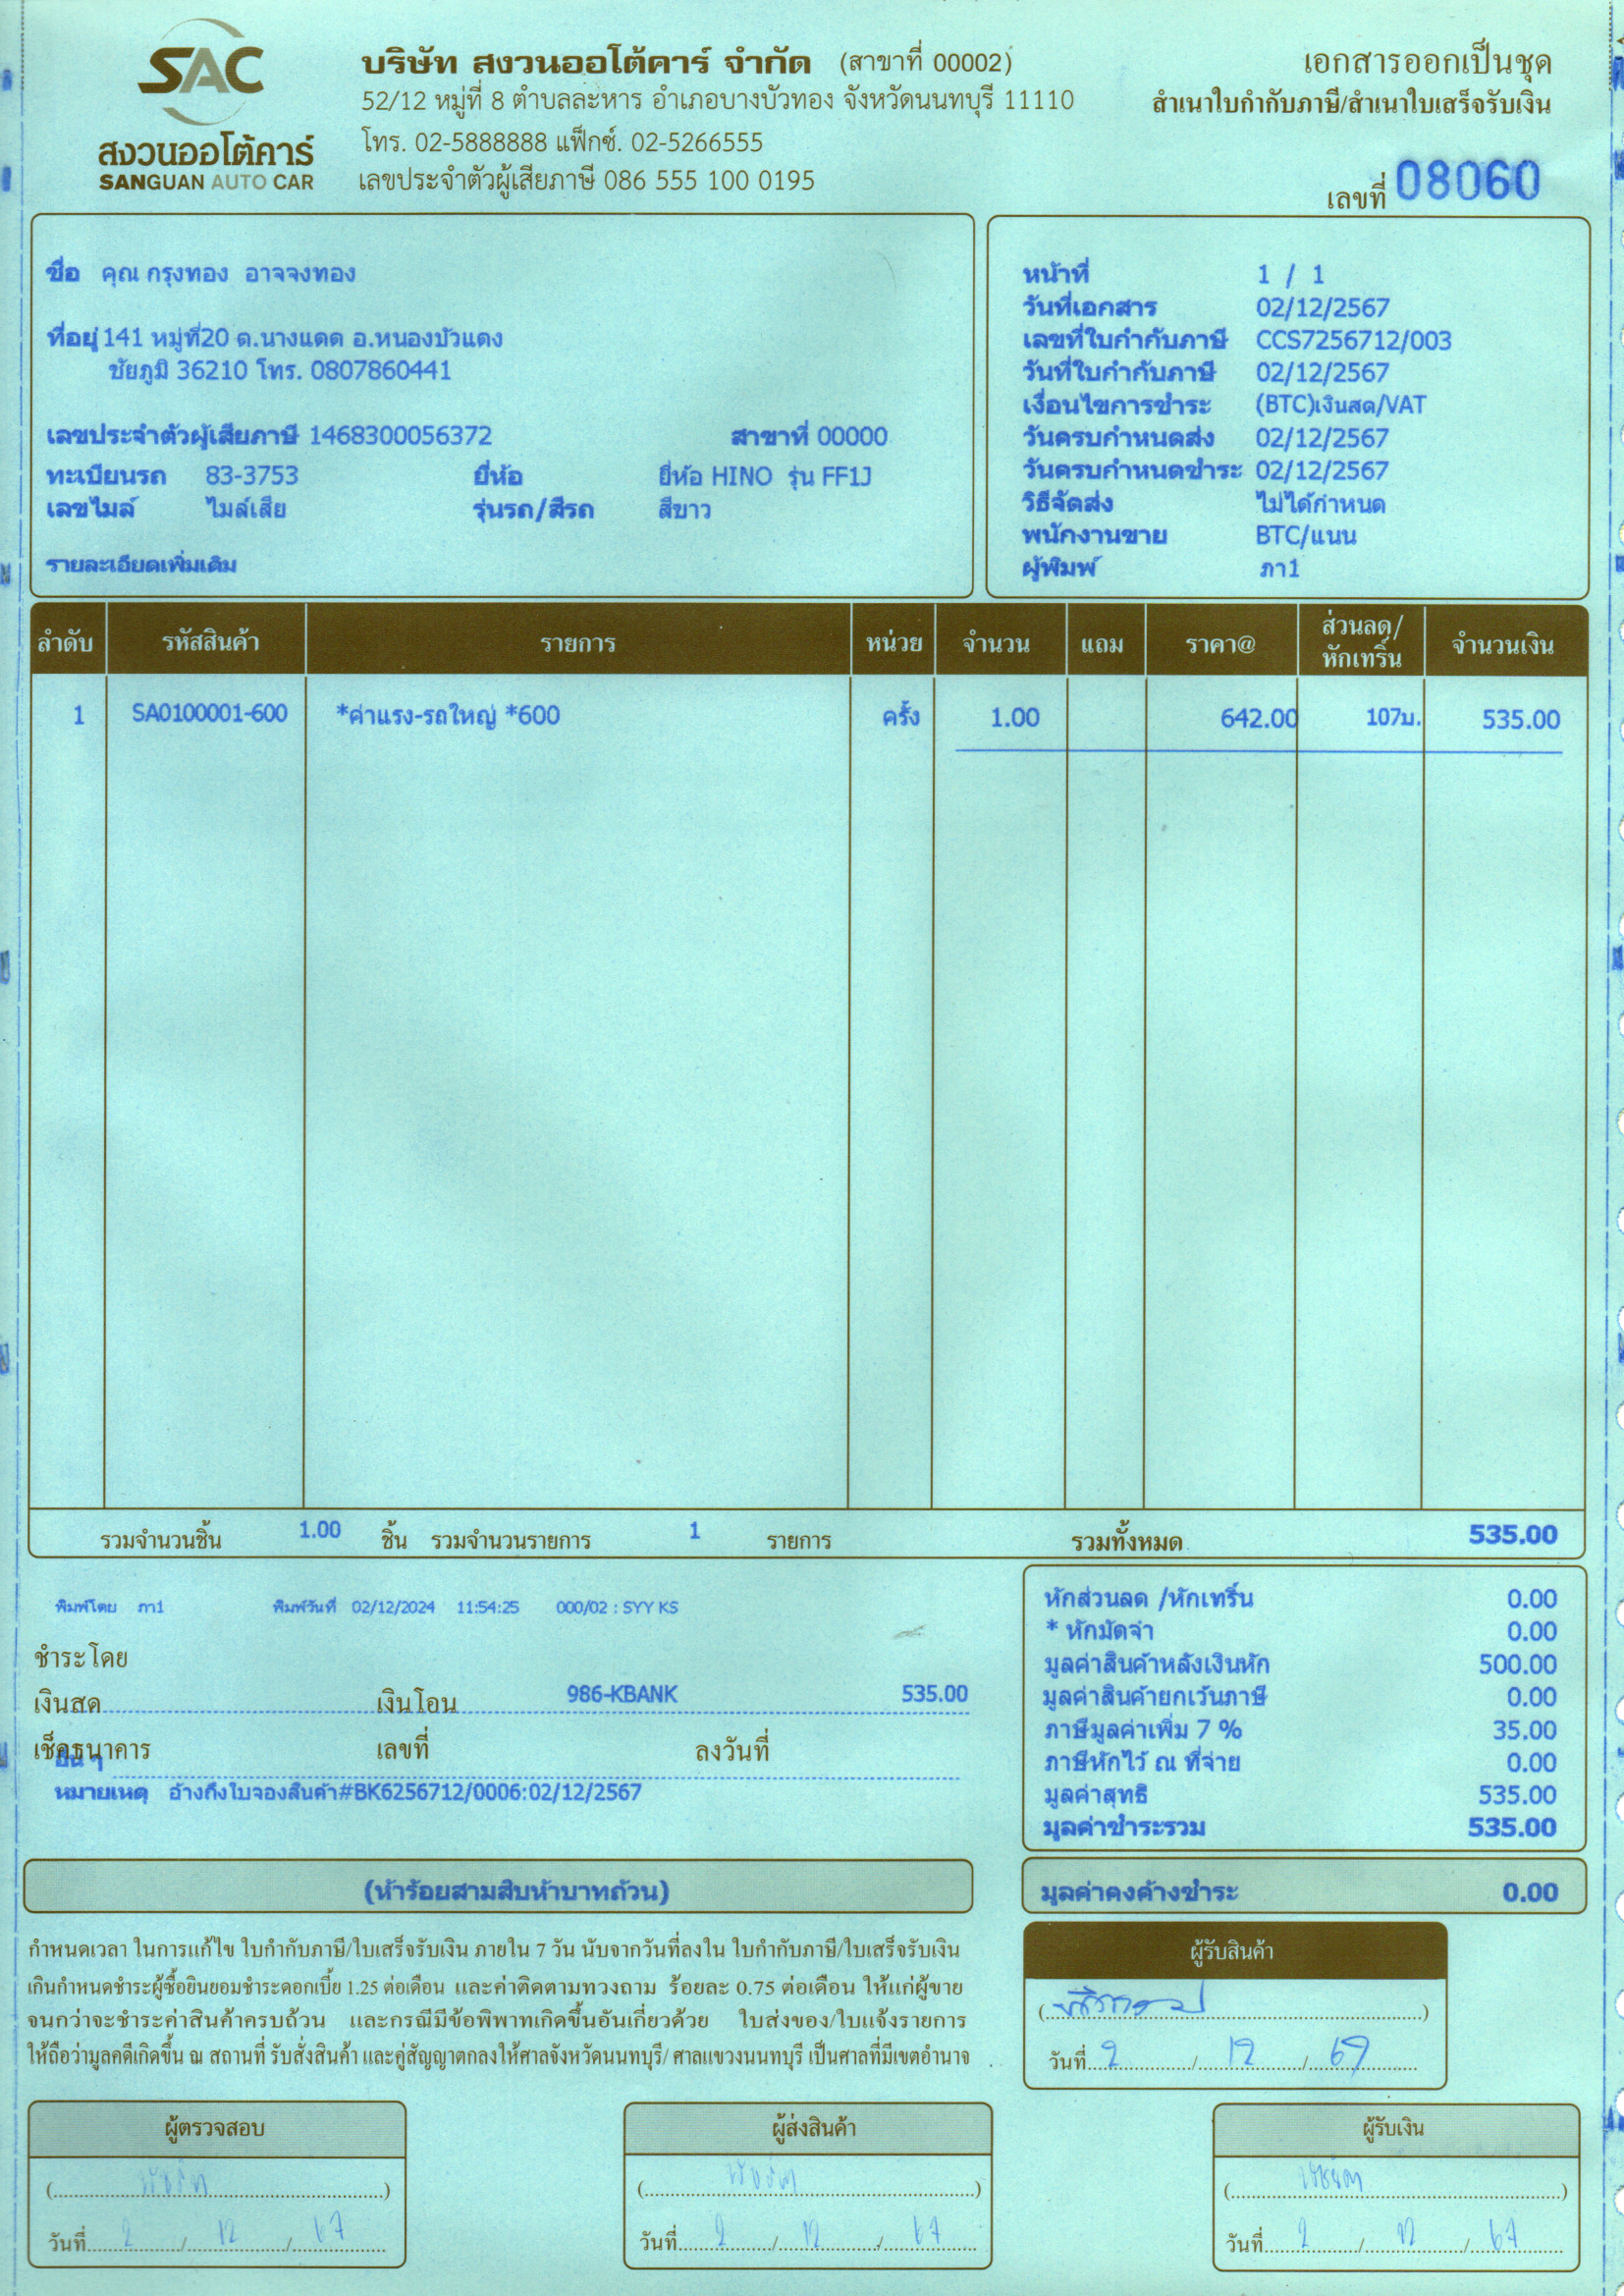 SAC
สงวนออโต้คาร์
SANGUAN AUTO CAR
บริษัท สงวนออโต้คาร์ จำกัด (สาขาที่ 00002)
52/12 หมู่ที่ 8 ตำบลละหาร อำเภอบางบัวทอง จังหวัดนนทบุรี 11110
โทร. 02-5888888 แฟ็กซ์. 02-5266555
เลขประจำตัวผู้เสียภาษี 086 555 100 0195
เอกสารออกเป็นชุด
สำเนาใบกำกับภาษี/สำเนาใบเสร็จรับเงิน
เลขที่ 08060
ชื่อ คุณ กรุงทอง อาจจงทอง
ที่อยู่ 141 หมู่ที่20 ต.นางแดด อ.หนองบัวแดง
ชัยภูมิ 36210 โทร. 0807860441
เลขประจำตัวผู้เสียภาษี 1468300056372 สาขาที่ 00000
ทะเบียนรถ 83-3753 ยี่ห้อ ยี่ห้อ HINO รุ่น FF1J
เลขไมล์ ไมล์เสีย รุ่นรถ/สีรถ สีขาว
รายละเอียดเพิ่มเติม
หน้าที่ 1 / 1
วันที่เอกสาร 02/12/2567
เลขที่ใบกำกับภาษี CCS7256712/003
วันที่ใบกำกับภาษี 02/12/2567
เงื่อนไขการชำระ (BTC)เงินสด/VAT
วันครบกำหนดส่ง 02/12/2567
วันครบกำหนดชำระ 02/12/2567
วิธีจัดส่ง ไม่ได้กำหนด
พนักงานขาย BTC/แนน
ผู้พิมพ์ ภา1
ลำดับ รหัสสินค้า รายการ หน่วย จำนวน แถม ราคา@ ส่วนลด/หักเทริ์น จำนวนเงิน
1 SA0100001-600 *ค่าแรง-รถใหญ่ *600 ครั้ง 1.00 642.00 107บ. 535.00
รวมจำนวนชิ้น 1.00 ชิ้น รวมจำนวนรายการ 1 รายการ รวมทั้งหมด 535.00
พิมพ์โดย ภา1 พิมพ์วันที่ 02/12/2024 11:54:25 000/02 : SYY KS
ชำระโดย
เงินสด เงินโอน 986-KBANK 535.00
เช็คธนาคาร เลขที่ ลงวันที่
อื่น ๆ
หมายเหตุ อ้างถึงใบจองสินค้า#BK6256712/0006:02/12/2567
หักส่วนลด /หักเทริ์น 0.00
* หักมัดจำ 0.00
มูลค่าสินค้าหลังเงินหัก 500.00
มูลค่าสินค้ายกเว้นภาษี 0.00
ภาษีมูลค่าเพิ่ม 7 % 35.00
ภาษีหักไว้ ณ ที่จ่าย 0.00
มูลค่าสุทธิ 535.00
มูลค่าชำระรวม 535.00
(ห้าร้อยสามสิบห้าบาทถ้วน)
มูลค่าคงค้างชำระ 0.00
กำหนดเวลา ในการแก้ไข ใบกำกับภาษี/ใบเสร็จรับเงิน ภายใน 7 วัน นับจากวันที่ลงใน ใบกำกับภาษี/ใบเสร็จรับเงิน
เกินกำหนดชำระผู้ซื้อยินยอมชำระดอกเบี้ย 1.25 ต่อเดือน และค่าติดตามทวงถาม ร้อยละ 0.75 ต่อเดือน ให้แก่ผู้ขาย
จนกว่าจะชำระค่าสินค้าครบถ้วน และกรณีมีข้อพิพาทเกิดขึ้นอันเกี่ยวด้วย ใบส่งของ/ใบแจ้งรายการ
ให้ถือว่ามูลคดีเกิดขึ้น ณ สถานที่ รับสั่งสินค้า และคู่สัญญาตกลงให้ศาลจังหวัดนนทบุรี/ ศาลแขวงนนทบุรี เป็นศาลที่มีเขตอำนาจ
ผู้รับสินค้า
วันที่ 2 / 12 / 67
ผู้ตรวจสอบ
วันที่ 2 / 12 / 67
ผู้ส่งสินค้า
วันที่ 2 / 12 / 67
ผู้รับเงิน
วันที่ 2 / 12 / 67